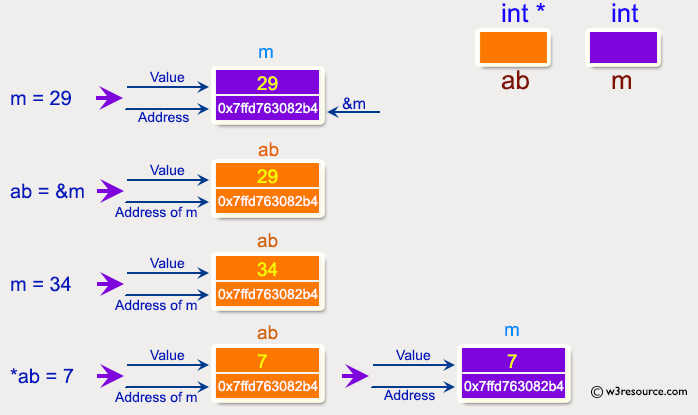 int *
int
ab
m
m
m = 29
Value
29
Address
0x7ffd763082b4
&m
ab
ab = &m
Value
29
Address of m
0x7ffd763082b4
ab
m = 34
Value
34
Address of m
0x7ffd763082b4
ab
m
*ab = 7
Value
7
Value
7
Address of m
0x7ffd763082b4
Address
0x7ffd763082b4
© w3resource.com